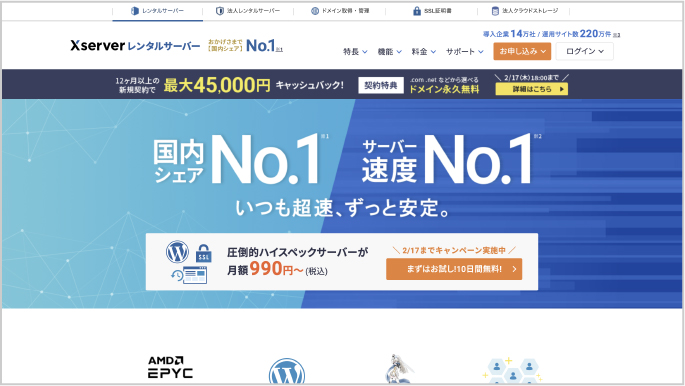 レンタルサーバー
法人レンタルサーバー
ドメイン取得・管理
SSL証明書
法人クラウドストレージ
Xserver レンタルサーバー
おかげさまで
【国内シェア】
No.1 ※1
導入企業 14万社 / 運用サイト数 220万件 ※3
特長
機能
料金
サポート
お申し込み
ログイン
12ヶ月以上の
新規契約で
最大45,000円 キャッシュバック!
契約特典
.com .net などから選べる
ドメイン永久無料
2/17(木)18:00まで
詳細はこちら
国内
シェア
No.1 ※1
サーバー
速度
No.1 ※2
いつも超速、ずっと安定。
SSL
圧倒的ハイスペックサーバーが
月額990円〜(税込)
2/17までキャンペーン実施中
まずはお試し!10日間無料!
AMD
EPYC